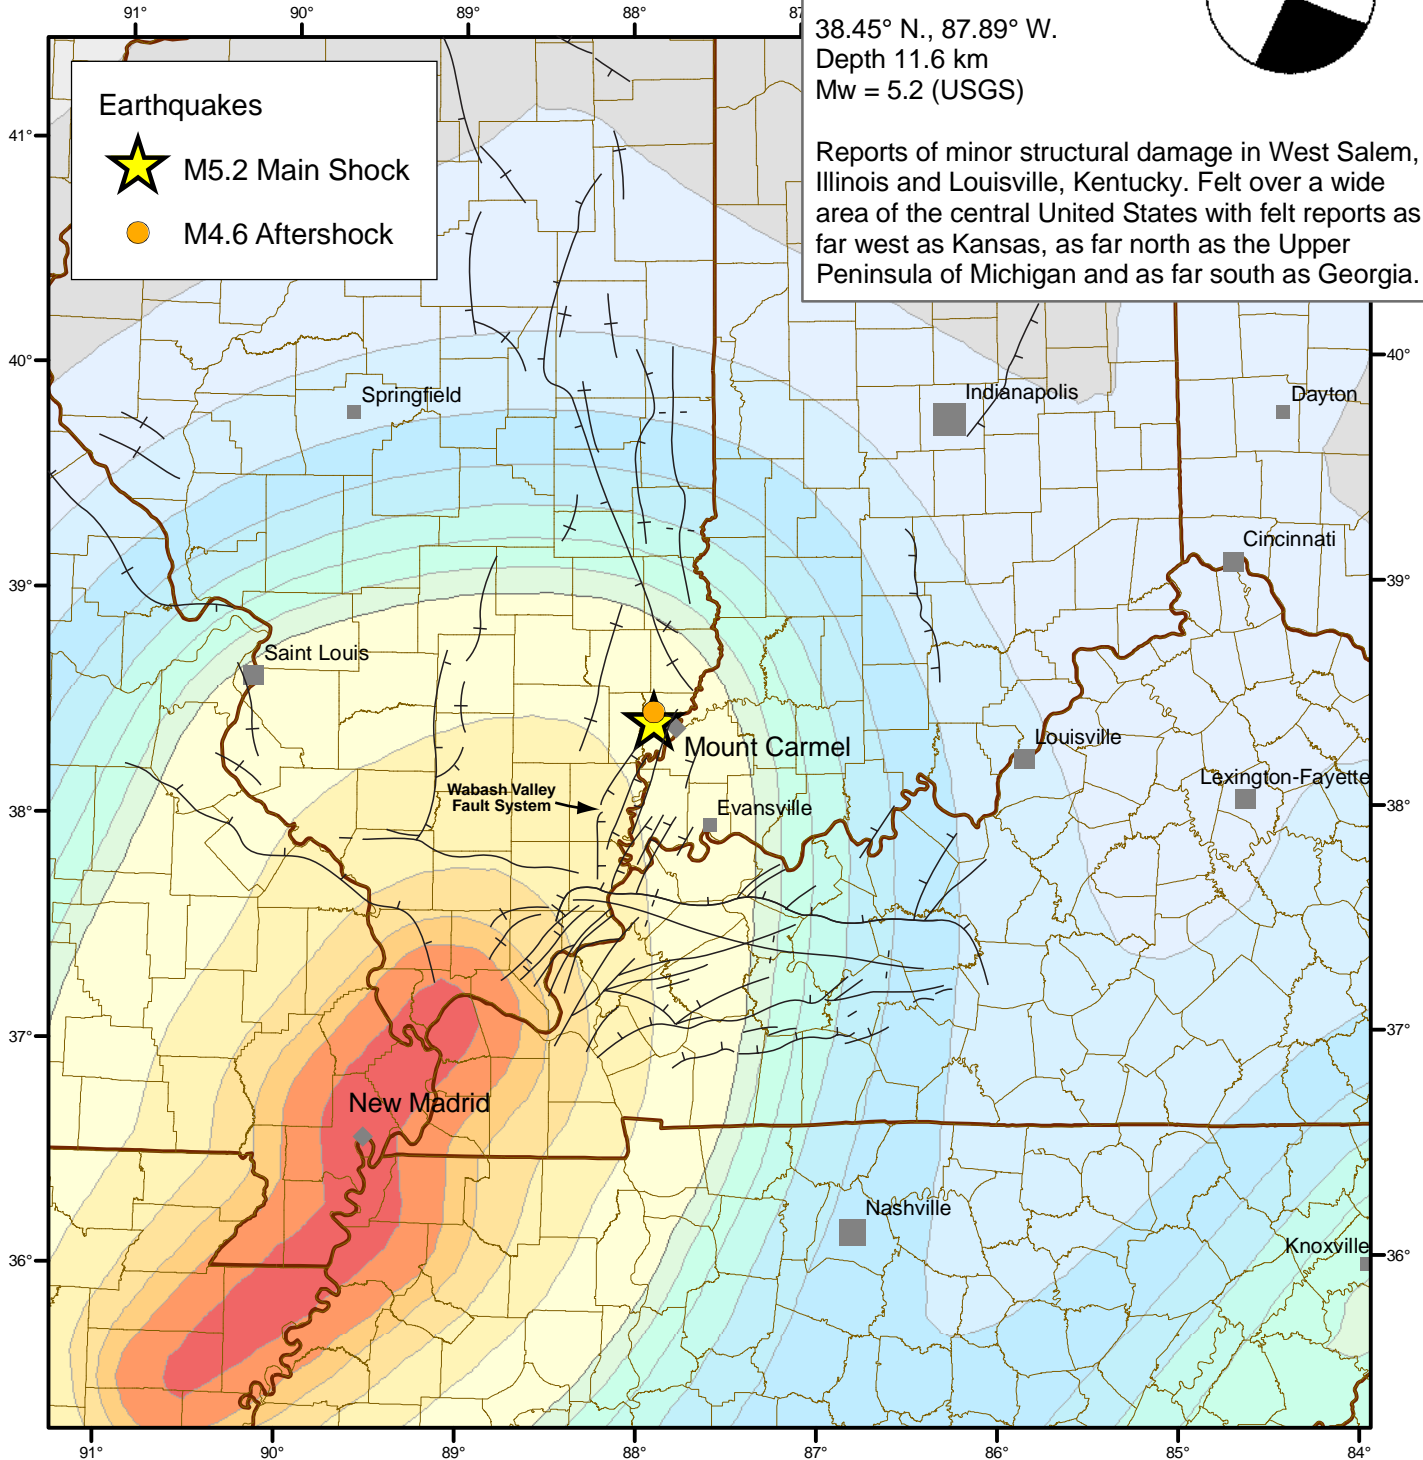 91°
90°
89°
88°
38.45° N., 87.89° W.
Depth 11.6 km
Mw = 5.2 (USGS)
Reports of minor structural damage in West Salem,
Illinois and Louisville, Kentucky. Felt over a wide
area of the central United States with felt reports as
far west as Kansas, as far north as the Upper
Peninsula of Michigan and as far south as Georgia.
Earthquakes
M5.2 Main Shock
M4.6 Aftershock
41°
40°
40°
Springfield
Indianapolis
Dayton
Cincinnati
39°
39°
Saint Louis
Mount Carmel
Louisville
Lexington-Fayette
Wabash Valley
Fault System
Evansville
38°
38°
37°
37°
New Madrid
Nashville
Knoxville
36°
36°
91°
90°
89°
88°
87°
86°
85°
84°